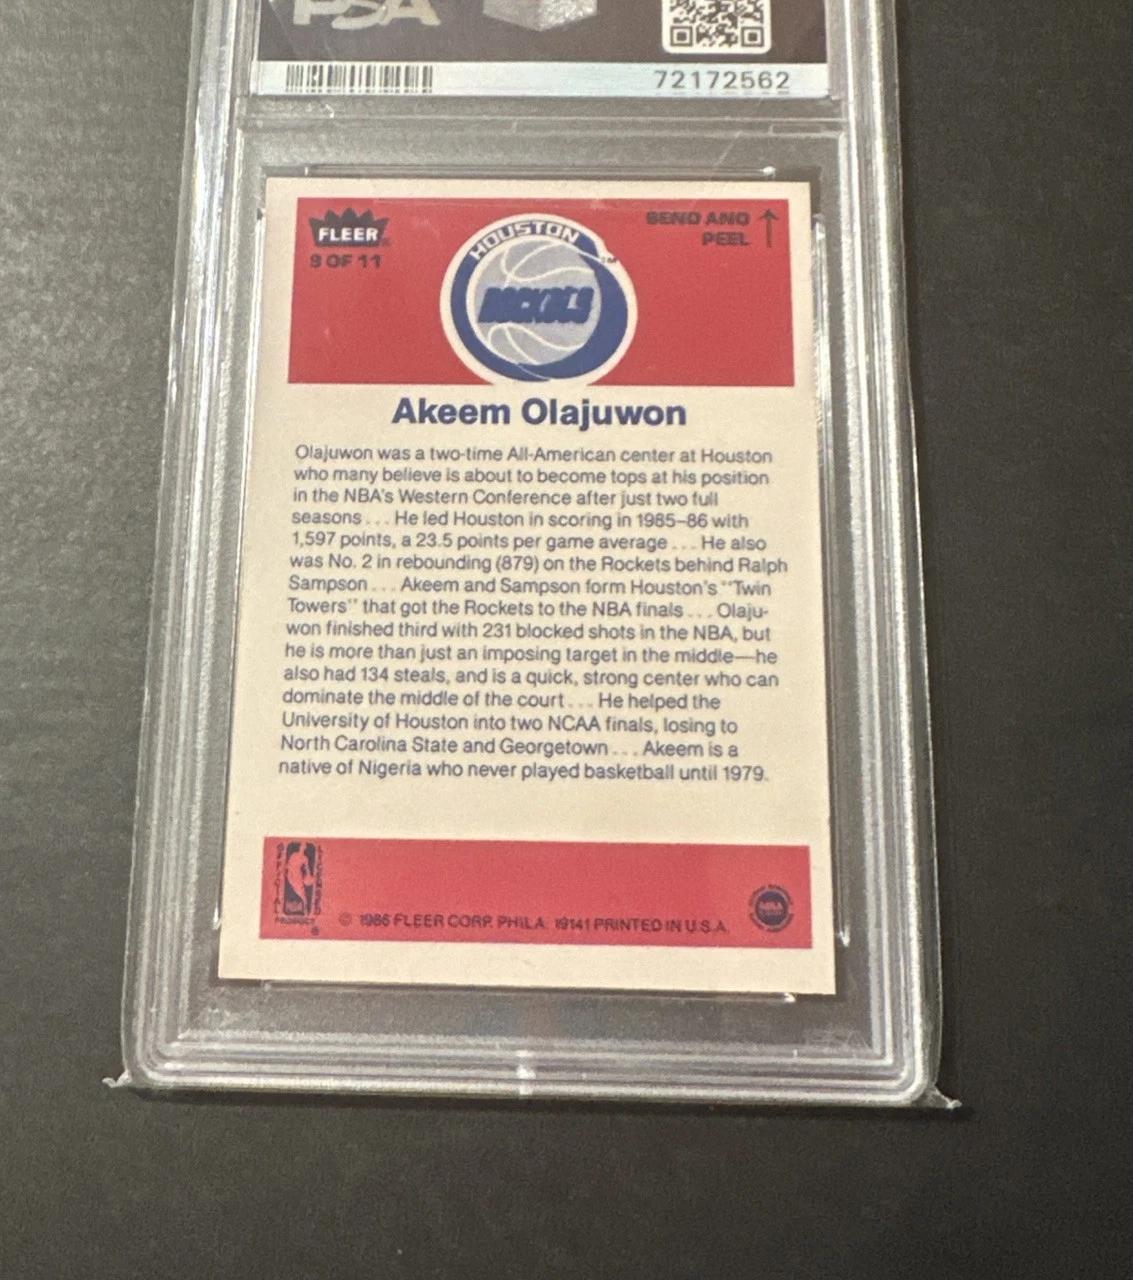 PSA
72172562
FLEER
9 OF 11
HOUSTON
ROCKETS
TM
BEND AND
PEEL
Akeem Olajuwon
Olajuwon was a two-time All-American center at Houston
who many believe is about to become tops at his position
in the NBA's Western Conference after just two full
seasons . . . He led Houston in scoring in 1985–86 with
1,597 points, a 23.5 points per game average . . . He also
was No. 2 in rebounding (879) on the Rockets behind Ralph
Sampson . . . Akeem and Sampson form Houston's "Twin
Towers" that got the Rockets to the NBA finals . . . Olaju-
won finished third with 231 blocked shots in the NBA, but
he is more than just an imposing target in the middle—he
also had 134 steals, and is a quick, strong center who can
dominate the middle of the court . . . He helped the
University of Houston into two NCAA finals, losing to
North Carolina State and Georgetown . . . Akeem is a
native of Nigeria who never played basketball until 1979.
OFFICIAL
LICENSED
NBA
PRODUCT
®
© 1986 FLEER CORP. PHILA. 19141 PRINTED IN U.S.A.